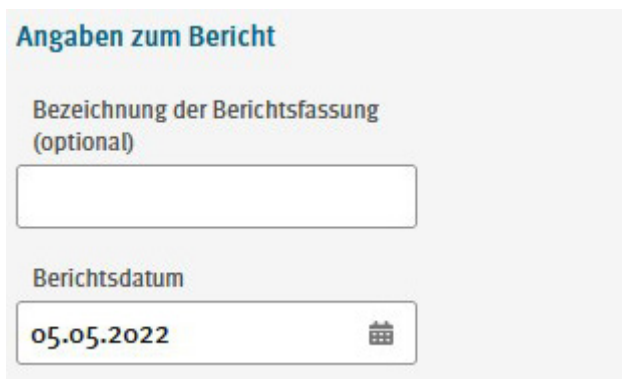 Angaben zum Bericht
Bezeichnung der Berichtsfassung
(optional)
Berichtsdatum
05.05.2022